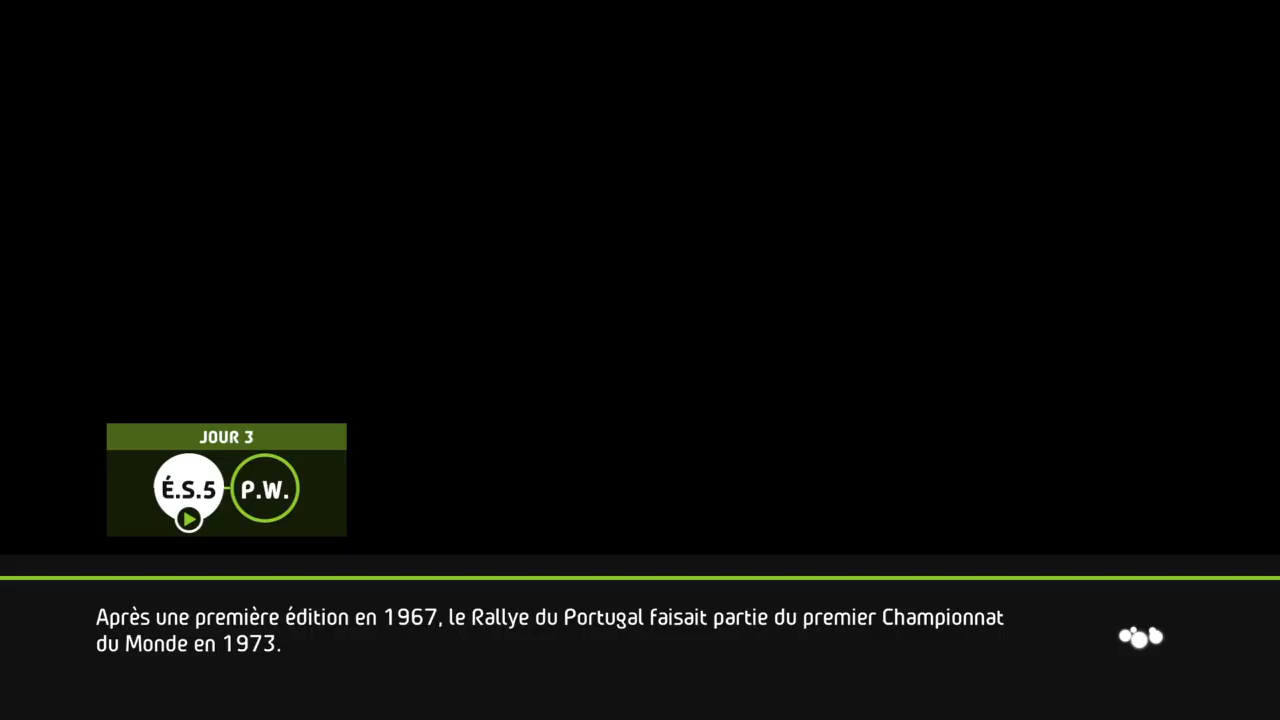 JOUR 3
É.S.5 P.W.
Après une première édition en 1967, le Rallye du Portugal faisait partie du premier Championnat
du Monde en 1973.